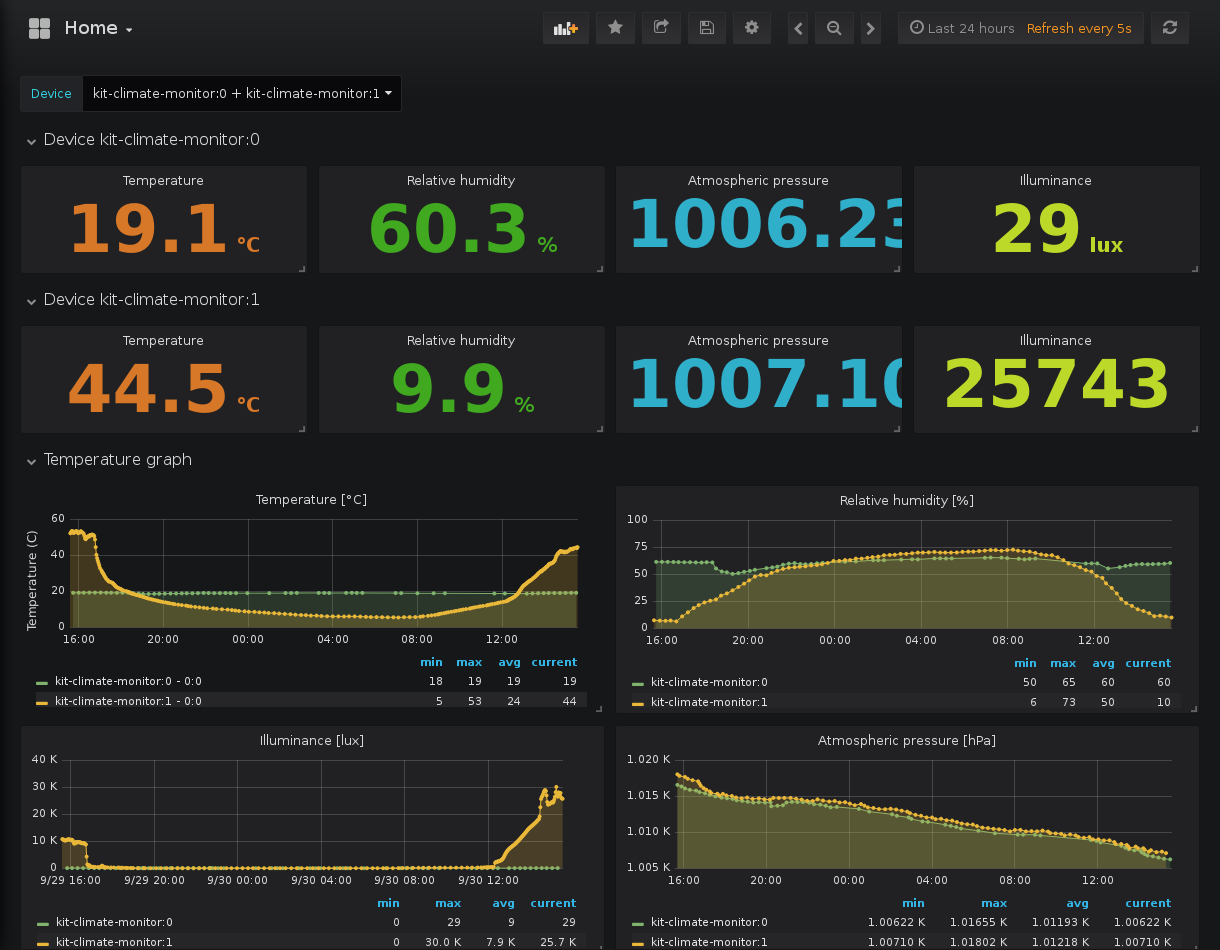 Home
Last 24 hours Refresh every 5s
Device kit-climate-monitor:0 + kit-climate-monitor:1
Device kit-climate-monitor:0
Temperature Relative humidity Atmospheric pressure Illuminance
19.1 °C 60.3 % 1006.23 29 lux
Device kit-climate-monitor:1
Temperature Relative humidity Atmospheric pressure Illuminance
44.5 °C 9.9 % 1007.10 25743
Temperature graph
Temperature [°C]
Temperature (C)
60
40
20
0
16:00 20:00 00:00 04:00 08:00 12:00
min max avg current
kit-climate-monitor:0 - 0:0 18 19 19 19
kit-climate-monitor:1 - 0:0 5 53 24 44
Relative humidity [%]
100
75
50
25
0
16:00 20:00 00:00 04:00 08:00 12:00
min max avg current
kit-climate-monitor:0 50 65 60 60
kit-climate-monitor:1 6 73 50 10
Illuminance [lux]
40 K
30 K
20 K
10 K
0
9/29 16:00 9/29 20:00 9/30 00:00 9/30 04:00 9/30 08:00 9/30 12:00
min max avg current
kit-climate-monitor:0 0 29 9 29
kit-climate-monitor:1 0 30.0 K 7.9 K 25.7 K
Atmospheric pressure [hPa]
1.020 K
1.015 K
1.010 K
1.005 K
16:00 20:00 00:00 04:00 08:00 12:00
min max avg current
kit-climate-monitor:0 1.00622 K 1.01655 K 1.01193 K 1.00622 K
kit-climate-monitor:1 1.00710 K 1.01802 K 1.01218 K 1.00710 K